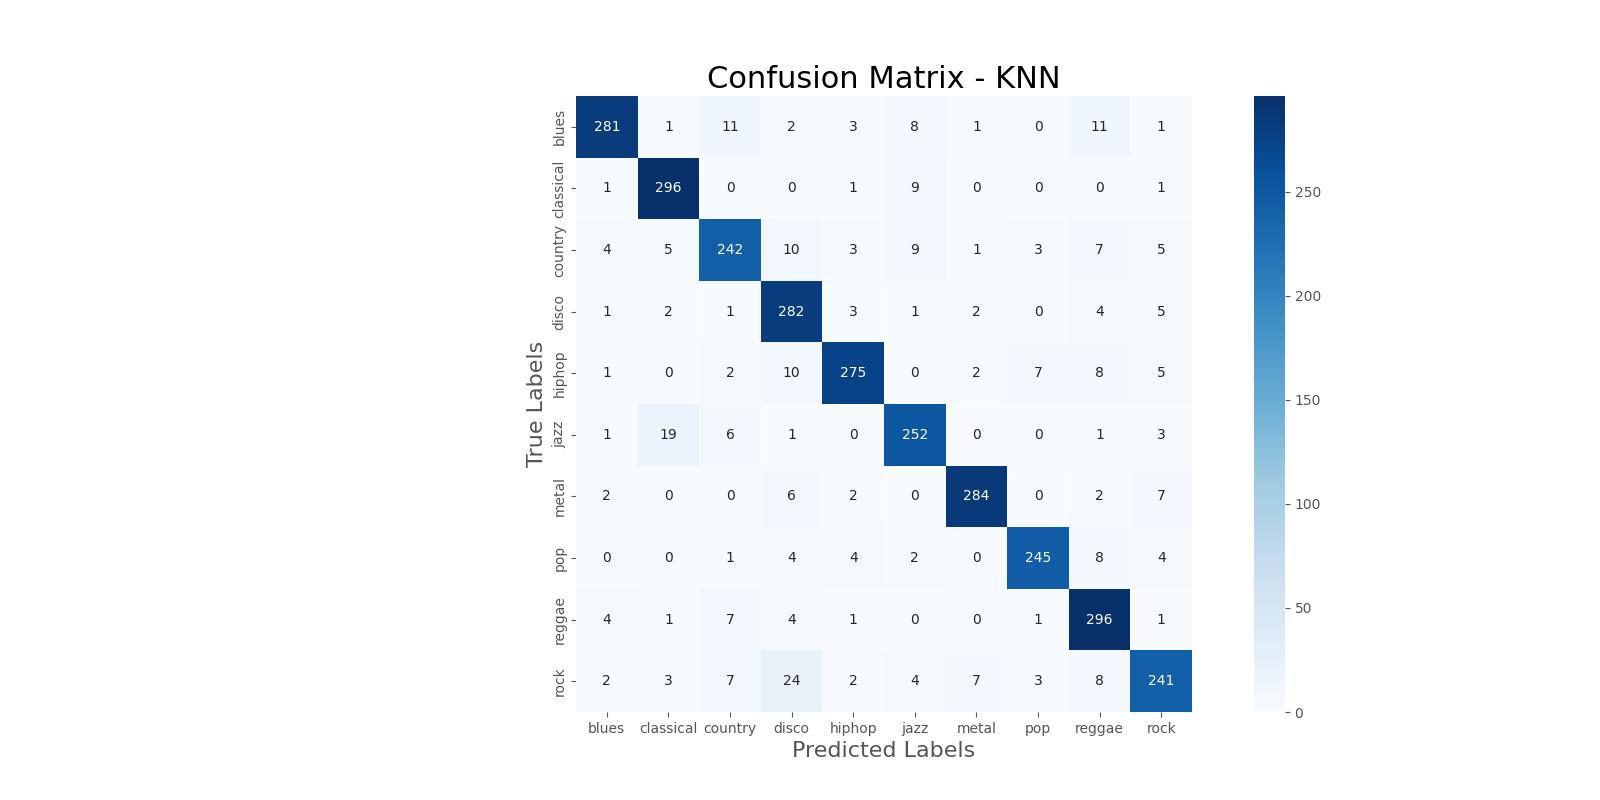 Confusion Matrix - KNN
blues 281 1 11 2 3 8 1 0 11 1
classical 1 296 0 0 1 9 0 0 0 1
country 4 5 242 10 3 9 1 3 7 5
disco 1 2 1 282 3 1 2 0 4 5
hiphop 1 0 2 10 275 0 2 7 8 5
jazz 1 19 6 1 0 252 0 0 1 3
metal 2 0 0 6 2 0 284 0 2 7
pop 0 0 1 4 4 2 0 245 8 4
reggae 4 1 7 4 1 0 0 1 296 1
rock 2 3 7 24 2 4 7 3 8 241
True Labels
blues classical country disco hiphop jazz metal pop reggae rock
Predicted Labels
250
200
150
100
50
0